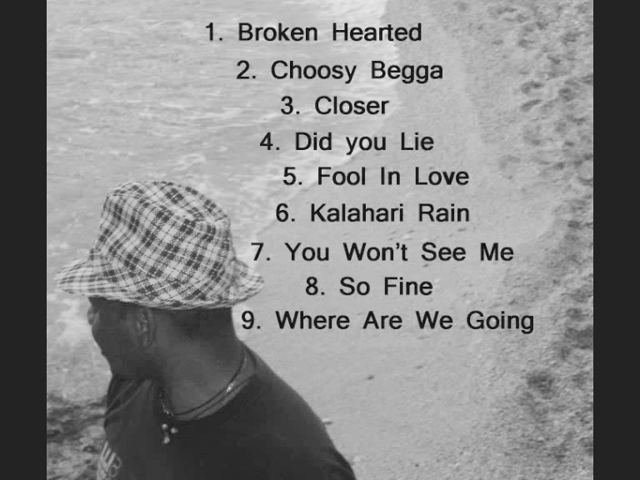 1. Broken Hearted
2. Choosy Begga
3. Closer
4. Did you Lie
5. Fool In Love
6. Kalahari Rain
7. You Won't See Me
8. So Fine
9. Where Are We Going